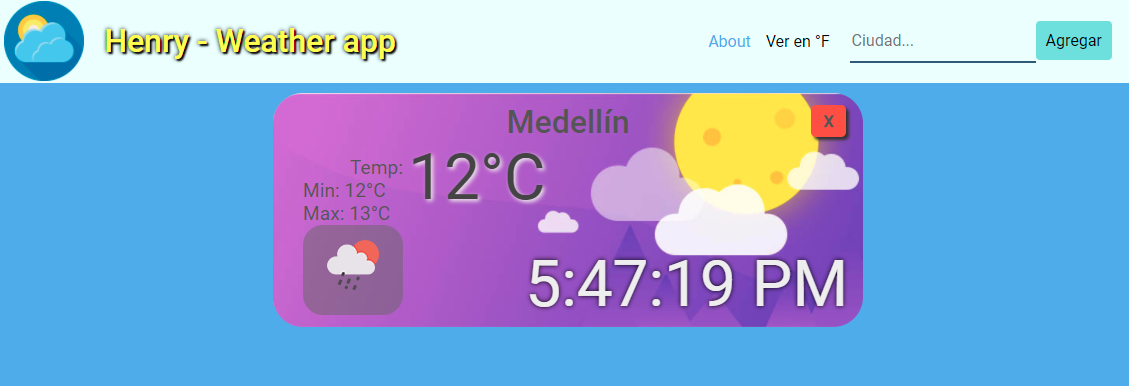 Henry - Weather app
About
Ver en °F
Ciudad...
Agregar
Medellín
X
Temp:
12°C
Min: 12°C
Max: 13°C
5:47:19 PM